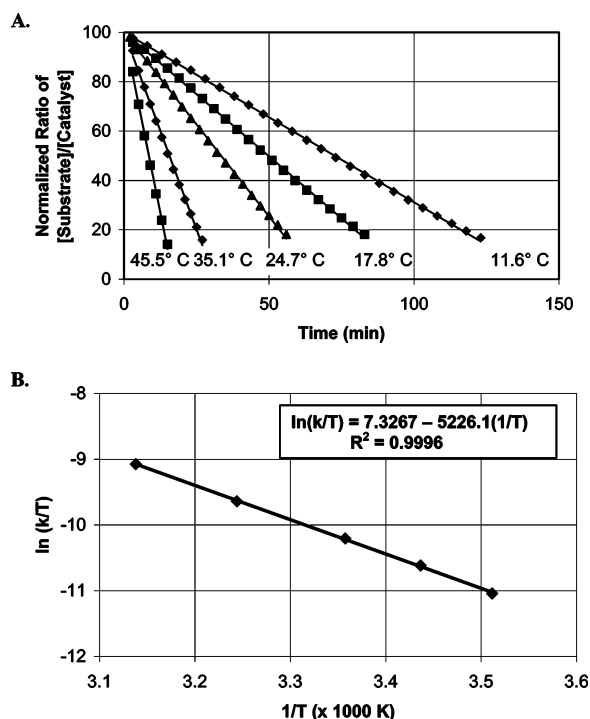 A.
Normalized Ratio of
[Substrate]/[Catalyst]
100
80
60
40
20
0
45.5° C 35.1° C 24.7° C 17.8° C 11.6° C
0 50 100 150
Time (min)
B.
ln (k/T)
-8
-9
-10
-11
-12
ln(k/T) = 7.3267 – 5226.1(1/T)
R² = 0.9996
3.1 3.2 3.3 3.4 3.5 3.6
1/T (x 1000 K)